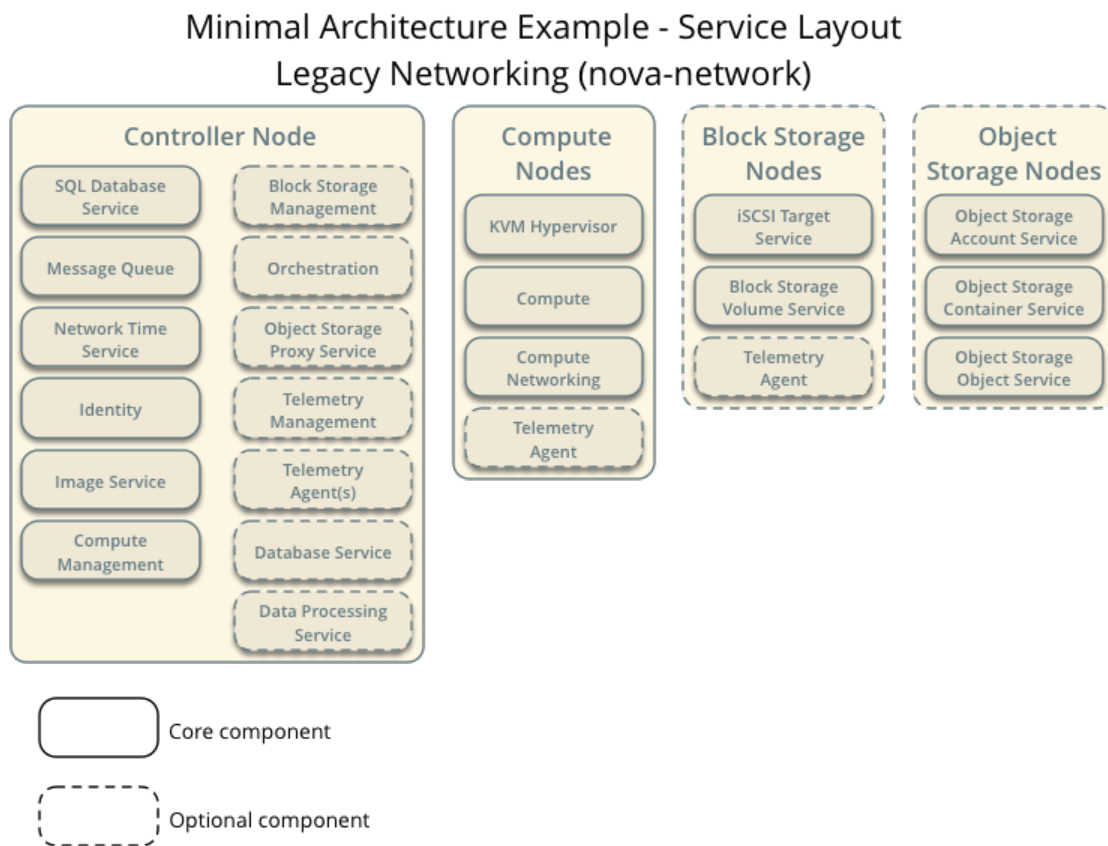 Minimal Architecture Example - Service Layout
Legacy Networking (nova-network)
Controller Node
SQL Database
Service
Message Queue
Network Time
Service
Identity
Image Service
Compute
Management
Block Storage
Management
Orchestration
Object Storage
Proxy Service
Telemetry
Management
Telemetry
Agent(s)
Database Service
Data Processing
Service
Compute
Nodes
KVM Hypervisor
Compute
Compute
Networking
Telemetry
Agent
Block Storage
Nodes
iSCSI Target
Service
Block Storage
Volume Service
Telemetry
Agent
Object
Storage Nodes
Object Storage
Account Service
Object Storage
Container Service
Object Storage
Object Service
Core component
Optional component